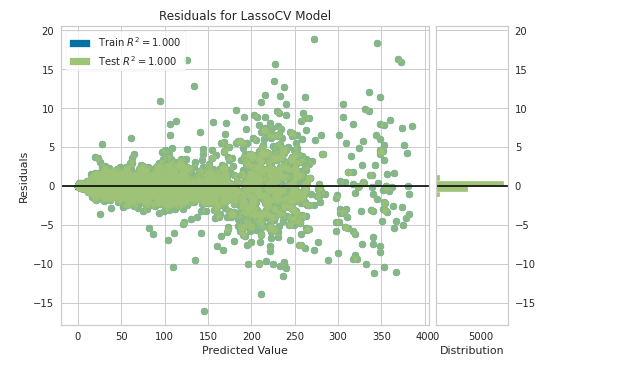 Residuals for LassoCV Model
Train R² = 1.000
Test R² = 1.000
Residuals
20
15
10
5
0
−5
−10
−15
0 50 100 150 200 250 300 350 400
Predicted Value
20
15
10
5
0
−5
−10
−15
0 5000
Distribution